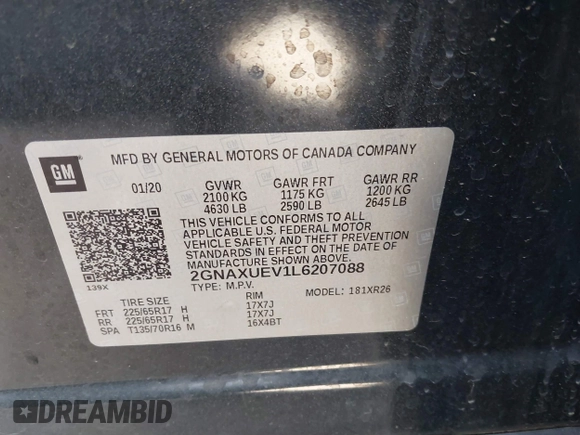 GM
MFD BY GENERAL MOTORS OF CANADA COMPANY
01/20 GVWR GAWR FRT GAWR RR
2100 KG 1175 KG 1200 KG
4630 LB 2590 LB 2645 LB
THIS VEHICLE CONFORMS TO ALL
APPLICABLE U.S. FEDERAL MOTOR
VEHICLE SAFETY AND THEFT PREVENTION
STANDARDS IN EFFECT ON THE DATE OF
MANUFACTURE SHOWN ABOVE.
2GNAXUEV1L6207088
139X TYPE: M.P.V. MODEL: 181XR26
TIRE SIZE RIM
FRT 225/65R17 H 17X7J
RR 225/65R17 H 17X7J
SPA T135/70R16 M 16X4BT
DREAMBID